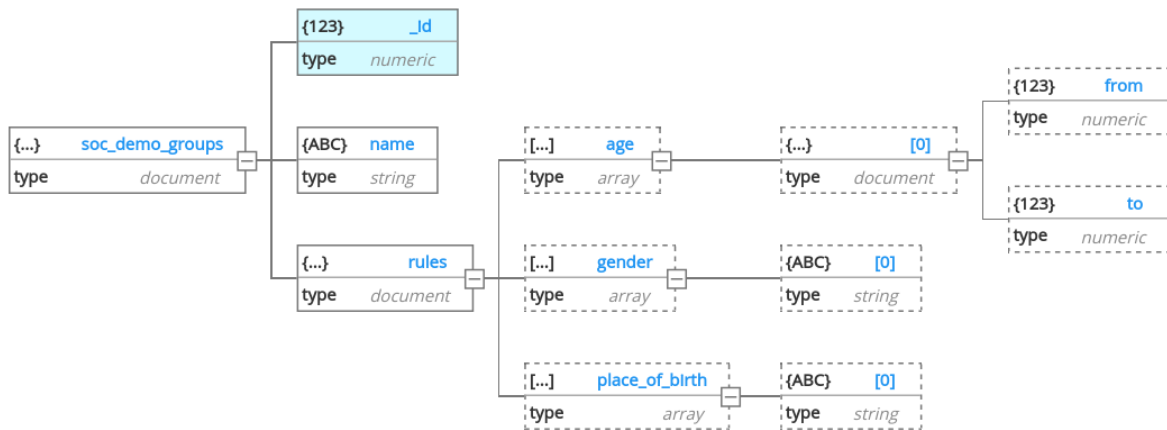 {123} _id
type numeric
{123} from
type numeric
{...} soc_demo_groups
type document
{ABC} name
type string
[...] age
type array
{...} [0]
type document
{123} to
type numeric
{...} rules
type document
[...] gender
type array
{ABC} [0]
type string
[...] place_of_birth
type array
{ABC} [0]
type string